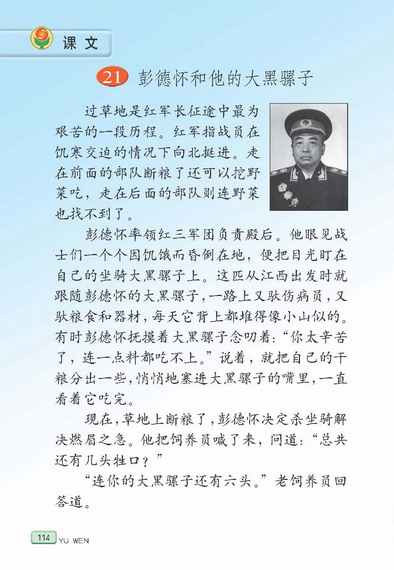 课文
21 彭德怀和他的大黑骡子
过草地是红军长征途中最为
艰苦的一段历程。红军指战员在
饥寒交迫的情况下向北挺进。走
在前面的部队断粮了还可以挖野
菜吃，走在后面的部队则连野菜
也找不到了。
彭德怀率领红三军团负责殿后。他眼见战
士们一个个因饥饿而昏倒在地，便把目光盯在
自己的坐骑大黑骡子上。这匹从江西出发时就
跟随彭德怀的大黑骡子，一路上又驮伤病员，又
驮粮食和器材，每天它背上都堆得像小山似的。
有时彭德怀抚摸着大黑骡子念叨着：“你太辛苦
了，连一点料都吃不上。”说着，就把自己的干
粮分出一些，悄悄地塞进大黑骡子的嘴里，一直
看着它吃完。
现在，草地上断粮了，彭德怀决定杀坐骑解
决燃眉之急。他把饲养员喊了来，问道：“总共
还有几头牲口？”
“连你的大黑骡子还有六头。”老饲养员回
答道。
114 YU WEN